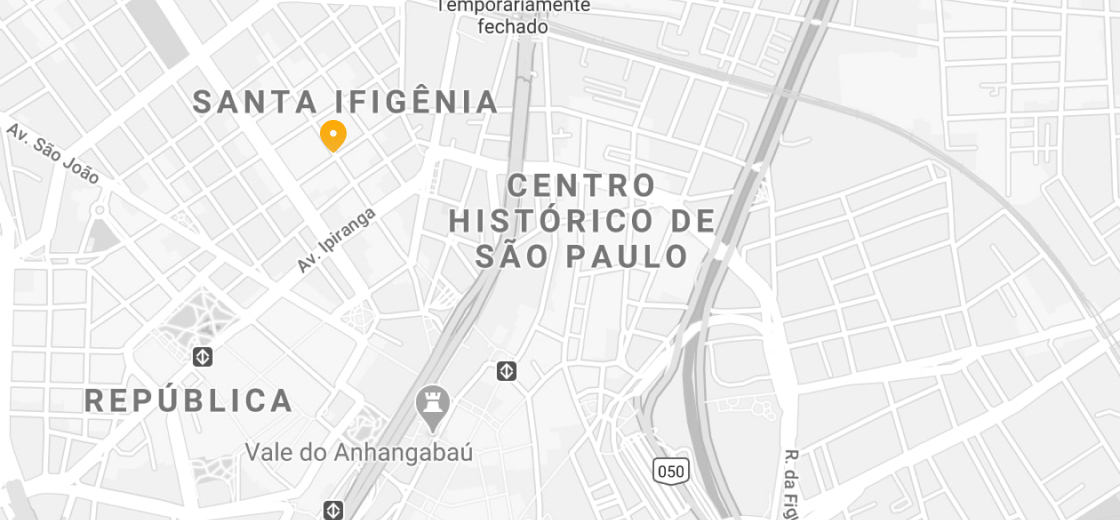 Temporariamente
fechado
SANTA IFIGÊNIA
Av. São João
CENTRO
HISTÓRICO DE
SÃO PAULO
Av. Ipiranga
REPÚBLICA
Vale do Anhangabaú
050
R. da Fig